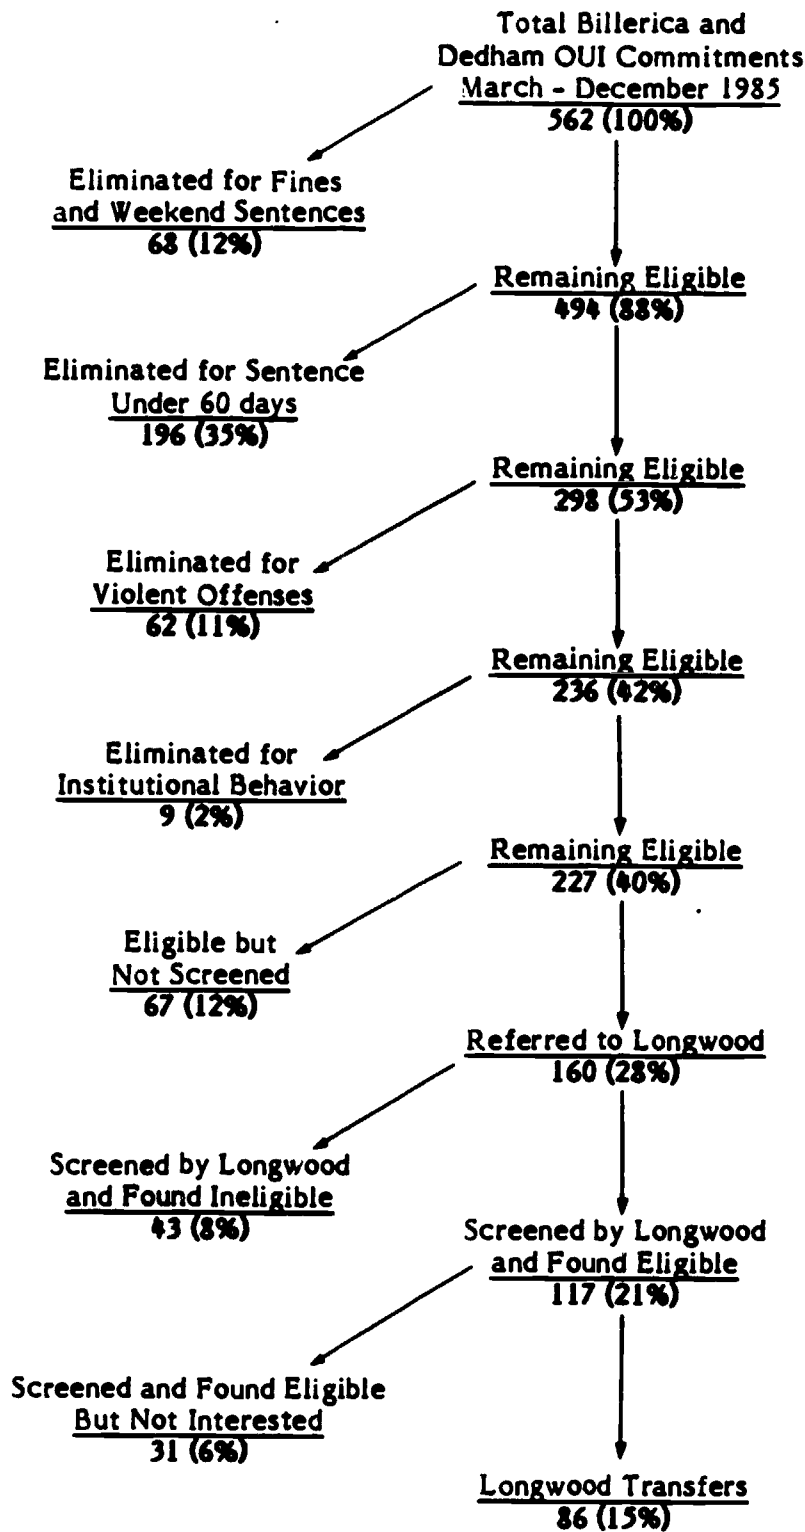 Total Billerica and
Dedham OUI Commitments
March - December 1985
562 (100%)
Eliminated for Fines
and Weekend Sentences
68 (12%)
Remaining Eligible
494 (88%)
Eliminated for Sentence
Under 60 days
196 (35%)
Remaining Eligible
298 (53%)
Eliminated for
Violent Offenses
62 (11%)
Remaining Eligible
236 (42%)
Eliminated for
Institutional Behavior
9 (2%)
Remaining Eligible
227 (40%)
Eligible but
Not Screened
67 (12%)
Referred to Longwood
160 (28%)
Screened by Longwood
and Found Ineligible
43 (8%)
Screened by Longwood
and Found Eligible
117 (21%)
Screened and Found Eligible
But Not Interested
31 (6%)
Longwood Transfers
86 (15%)